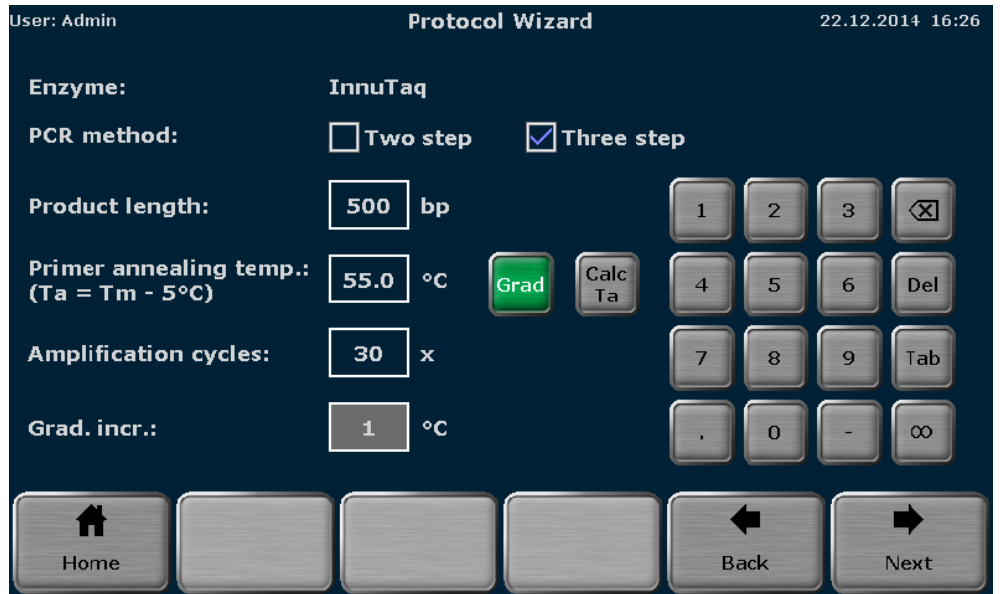 User: Admin Protocol Wizard 22.12.2014 16:26
Enzyme: InnuTaq
PCR method: Two step Three step
Product length: 500 bp
1 2 3
Primer annealing temp.: 55.0 °C Grad Calc
(Ta = Tm - 5°C) Ta
4 5 6 Del
Amplification cycles: 30 x
7 8 9 Tab
Grad. incr.: 1 °C
. 0 - ∞
Home Back Next